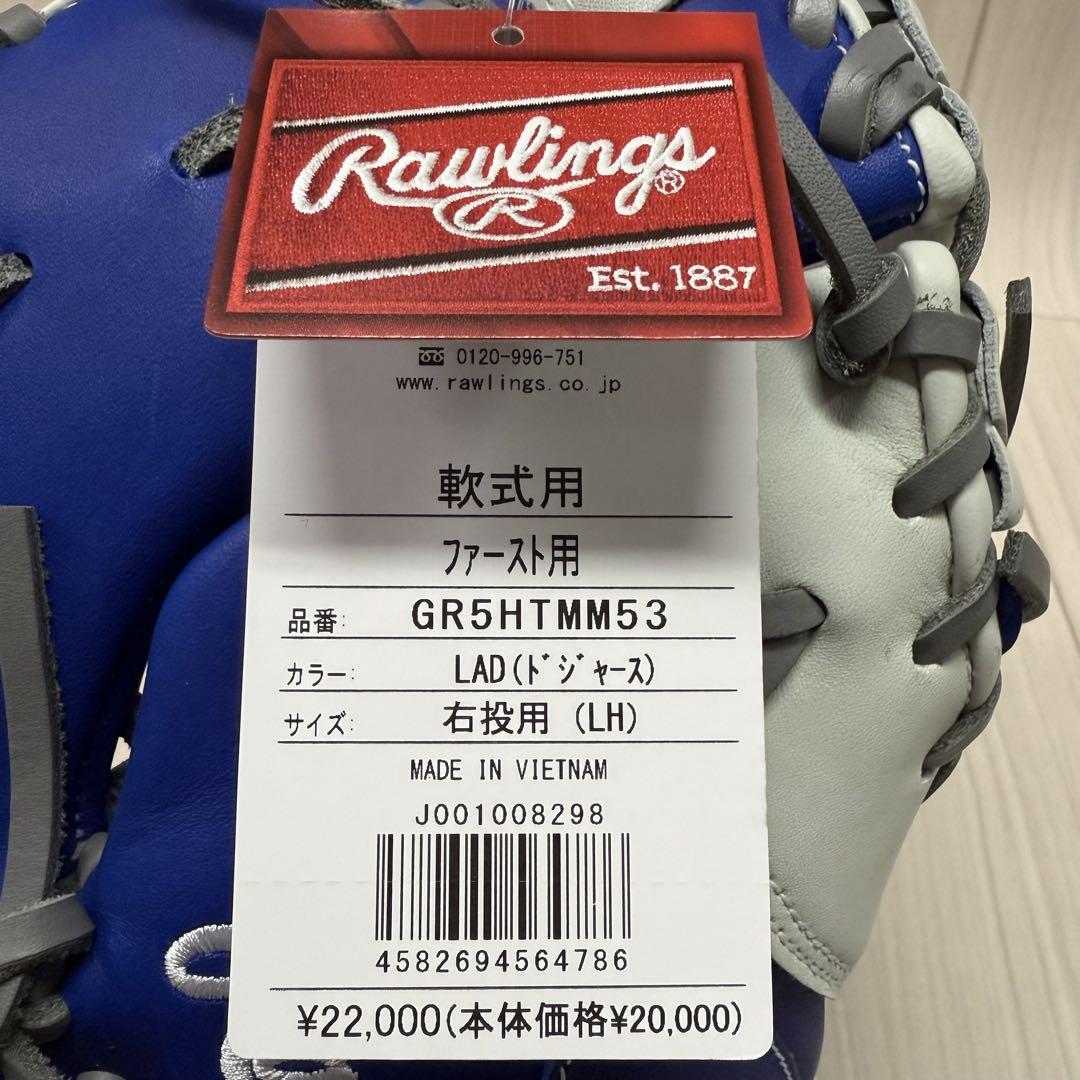 Rawlings®
R
Est. 1887
0120-996-751
www.rawlings.co.jp
軟式用
ファースト用
品番: GR5HTMM53
カラー: LAD(ドジャース)
サイズ: 右投用 (LH)
MADE IN VIETNAM
J001008298
4582694564786
¥22,000(本体価格¥20,000)